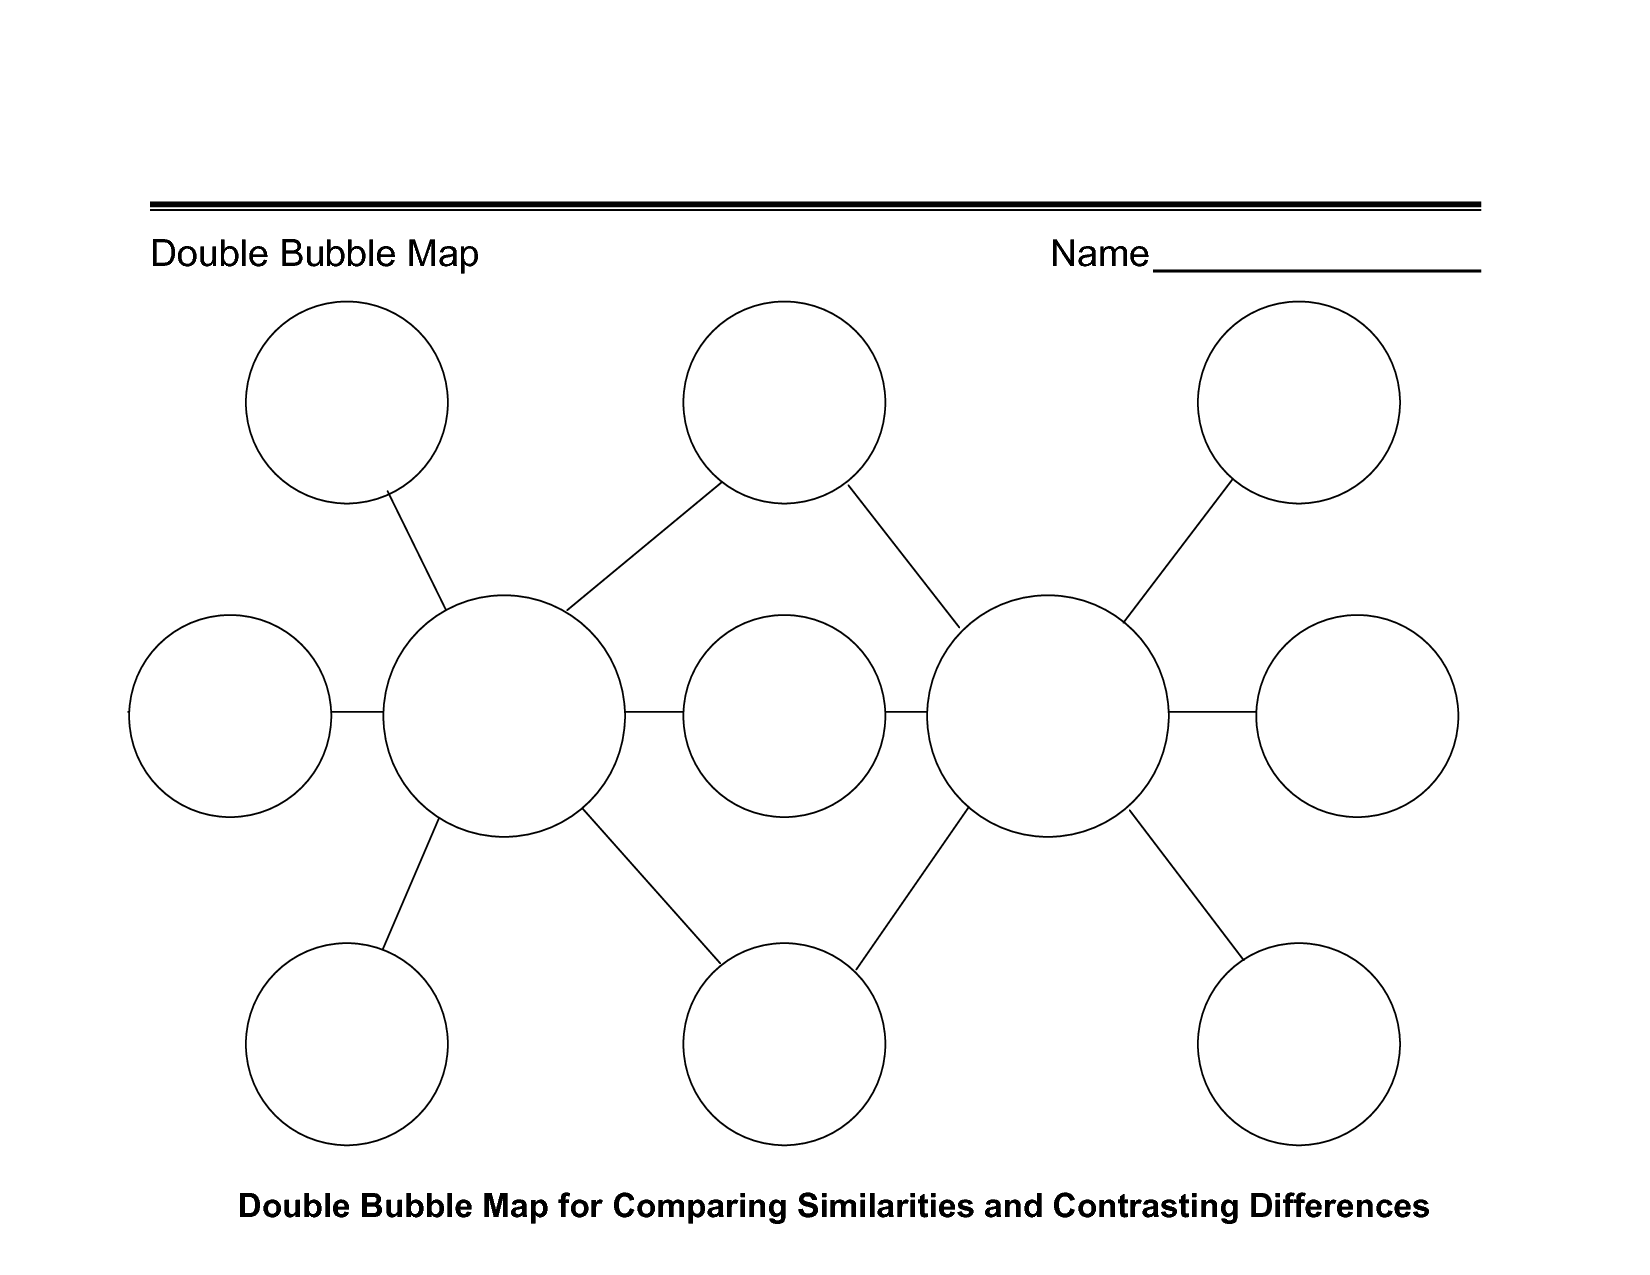 Double Bubble Map
Name
Double Bubble Map for Comparing Similarities and Contrasting Differences